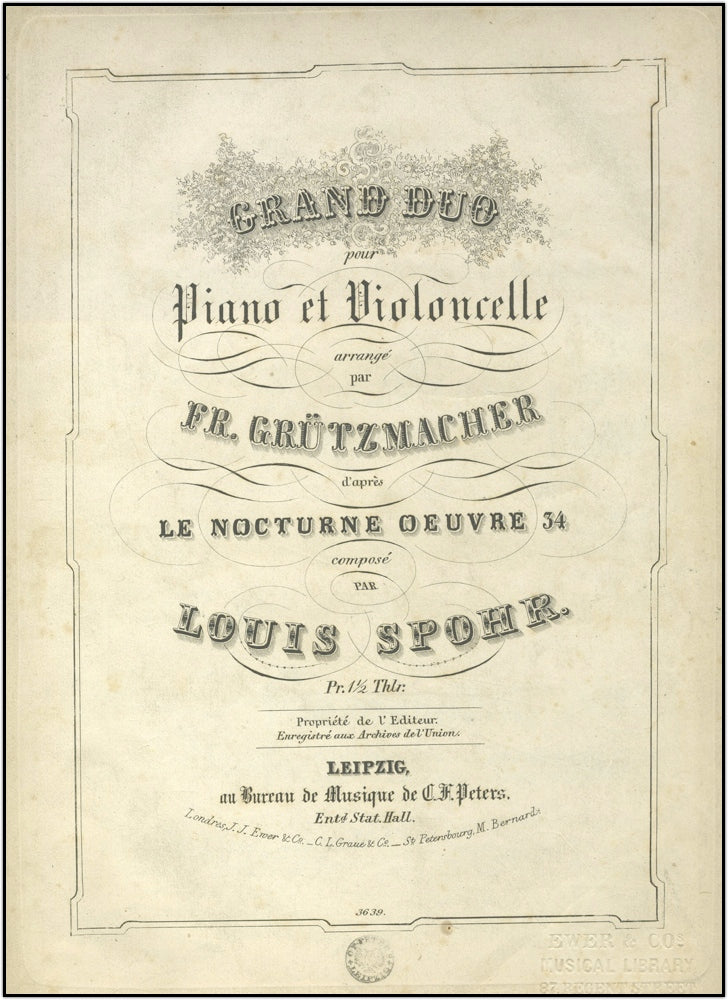 GRAND DUO
pour
Piano et Violoncelle
arrangé
par
FR. GRÜTZMACHER
d'après
LE NOCTURNE OEUVRE 34
composé
PAR
LOUIS SPOHR.
Pr. 1½ Thlr.
Propriété de l'Editeur.
Enregistré aux Archives de l'Union.
LEIPZIG,
au Bureau de Musique de C. F. Peters.
Entd Stat. Hall.
Londres, J. J. Ewer & Co. _ C. L. Graue & Co. _ St Petersbourg, M. Bernard.
3639.
C. F. PETERS
LEIPZIG
EWER & COS
MUSICAL LIBRARY
87 REGENT STREET